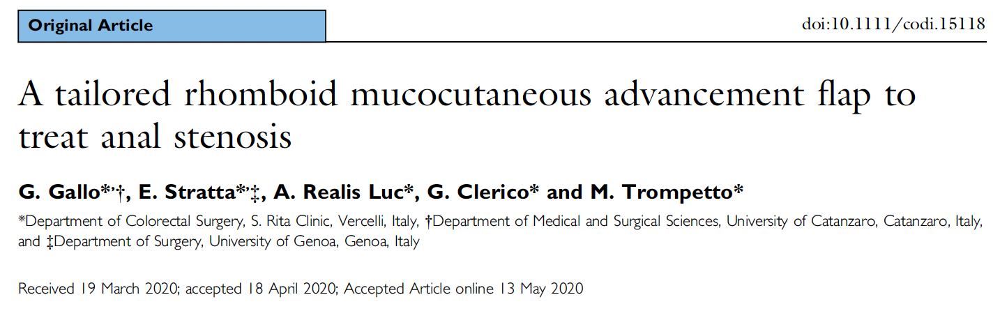 Original Article
doi:10.1111/codi.15118
A tailored rhomboid mucocutaneous advancement flap to
treat anal stenosis
G. Gallo*,†, E. Stratta*,‡, A. Realis Luc*, G. Clerico* and M. Trompetto*
*Department of Colorectal Surgery, S. Rita Clinic, Vercelli, Italy, †Department of Medical and Surgical Sciences, University of Catanzaro, Catanzaro, Italy,
and ‡Department of Surgery, University of Genoa, Genoa, Italy
Received 19 March 2020; accepted 18 April 2020; Accepted Article online 13 May 2020